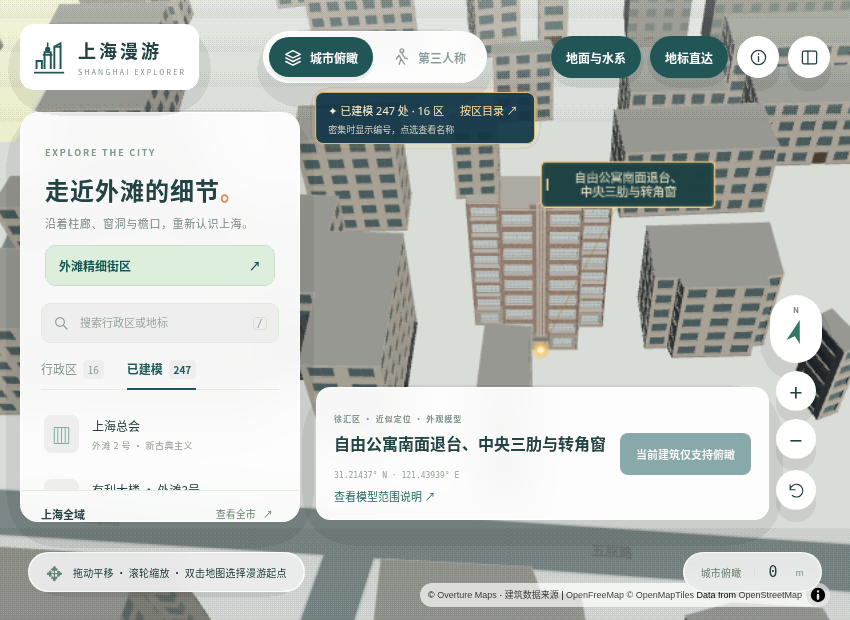 上海漫游
SHANGHAI EXPLORER
城市俯瞰
第三人称
地面与水系
地标直达
✦ 已建模 247 处 · 16 区 按区目录 ↗
密集时显示编号，点选查看名称
自由公寓南面退台、
中央三肋与转角窗
EXPLORE THE CITY
走近外滩的细节。
沿着柱廊、窗洞与檐口，重新认识上海。
外滩精细街区 ↗
搜索行政区或地标 /
行政区 16 已建模 247
上海总会
外滩 2 号 · 新古典主义
有利大楼 · 外滩3号
上海全域 查看全市 ↗
N
徐汇区 · 近似定位 · 外观模型
自由公寓南面退台、中央三肋与转角窗
当前建筑仅支持俯瞰
31.21437° N · 121.43939° E
查看模型范围说明 ↗
五原路
拖动平移 · 滚轮缩放 · 双击地图选择漫游起点
城市俯瞰 0 m
© Overture Maps · 建筑数据来源 | OpenFreeMap © OpenMapTiles Data from OpenStreetMap